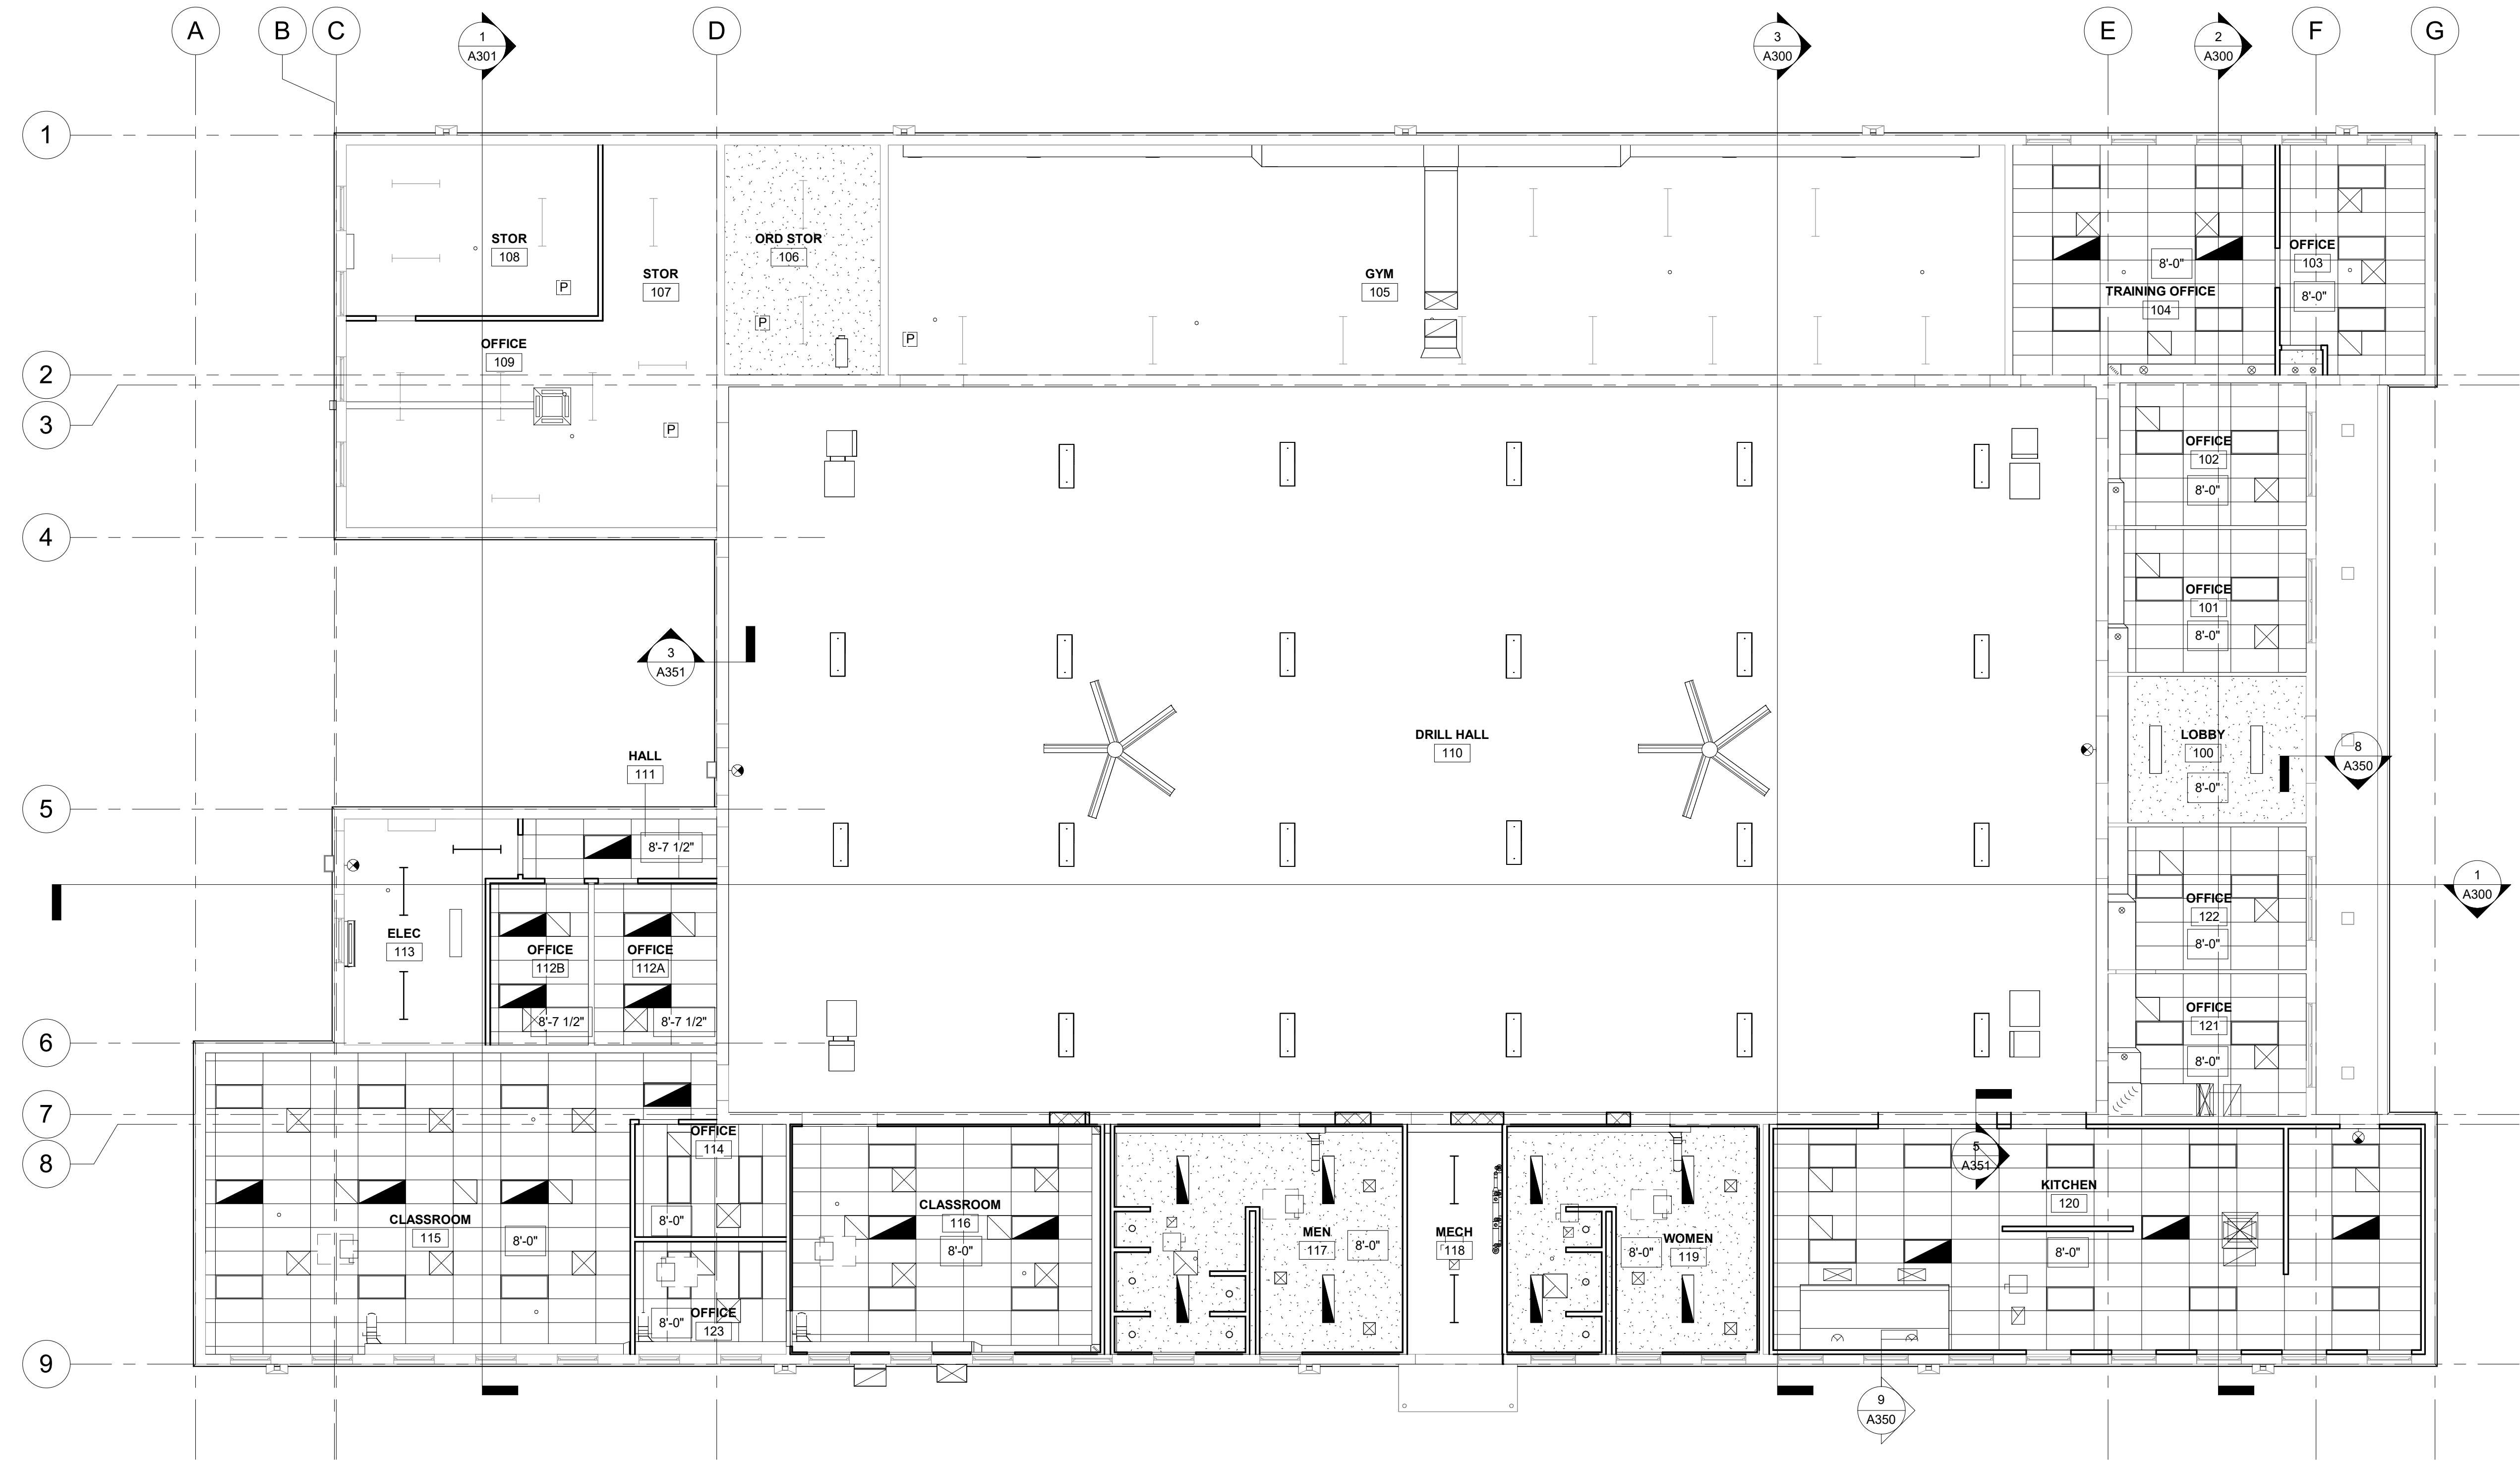 A
B
C
1
A301
D
3
A300
E
2
A300
F
G
1
STOR
108
P
STOR
107
ORD STOR
106
P
P
GYM
105
8'-0"
TRAINING OFFICE
104
OFFICE
103
8'-0"
OFFICE
109
P
2
3
4
OFFICE
102
8'-0"
OFFICE
101
8'-0"
3
A351
DRILL HALL
110
LOBBY
100
8'-0"
8
A350
HALL
111
5
8'-7 1/2"
ELEC
113
OFFICE
112B
8'-7 1/2"
OFFICE
112A
8'-7 1/2"
OFFICE
122
8'-0"
1
A300
OFFICE
121
8'-0"
6
7
8
CLASSROOM
115
8'-0"
OFFICE
114
8'-0"
8'-0"
OFFICE
123
CLASSROOM
116
8'-0"
MEN
117
8'-0"
MECH
118
8'-0"
WOMEN
119
5
A351
KITCHEN
120
8'-0"
9
9
A350